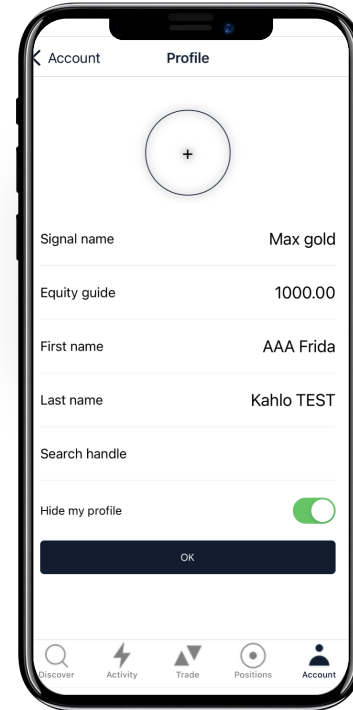 Account Profile
+
Signal name Max gold
Equity guide 1000.00
First name AAA Frida
Last name Kahlo TEST
Search handle
Hide my profile
OK
Discover Activity Trade Positions Account